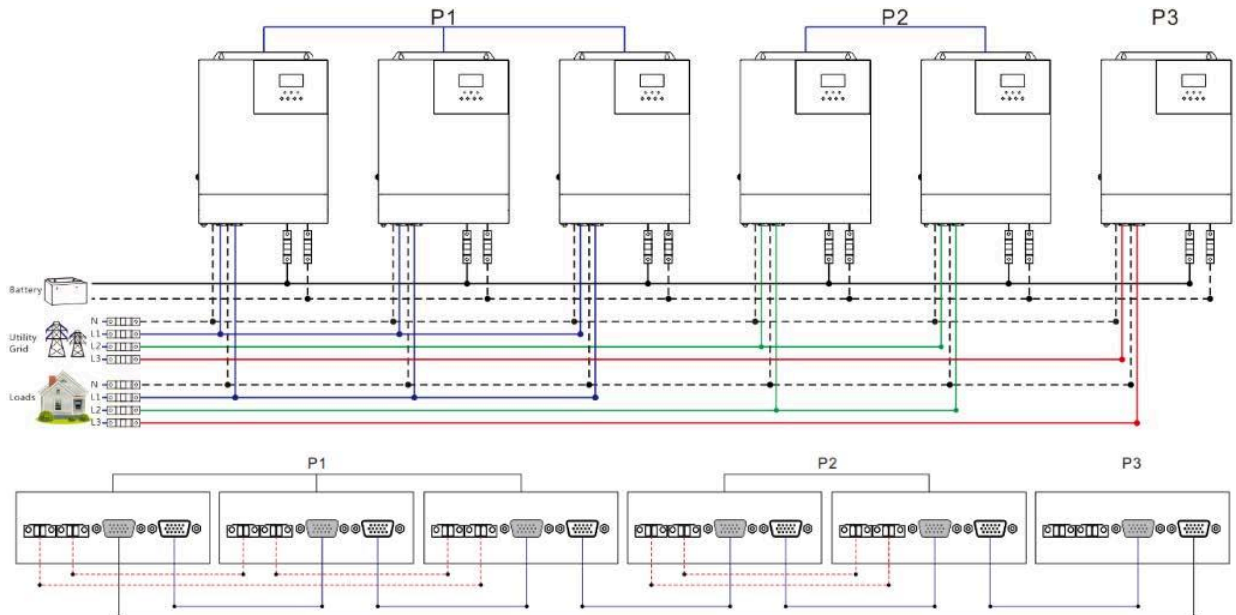 P1 P2 P3
Battery
N
L1
Utility
Grid
L2
L3
N
Loads
L1
L2
L3
P1 P2 P3